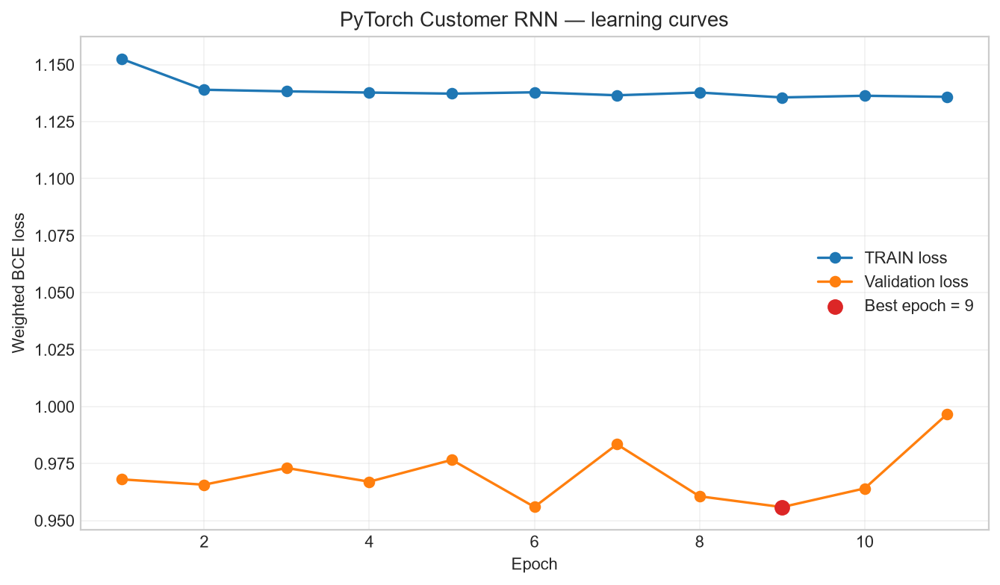 PyTorch Customer RNN — learning curves
Weighted BCE loss
1.150
1.125
1.100
1.075
1.050
1.025
1.000
0.975
0.950
TRAIN loss
Validation loss
Best epoch = 9
2 4 6 8 10
Epoch